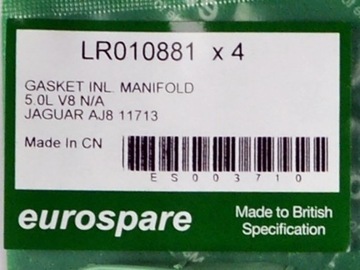 LR010881 x 4
GASKET INL. MANIFOLD
5.0L V8 N/A
JAGUAR AJ8 11713
Made In CN
ES003710
eurospare
Made to British
Specification